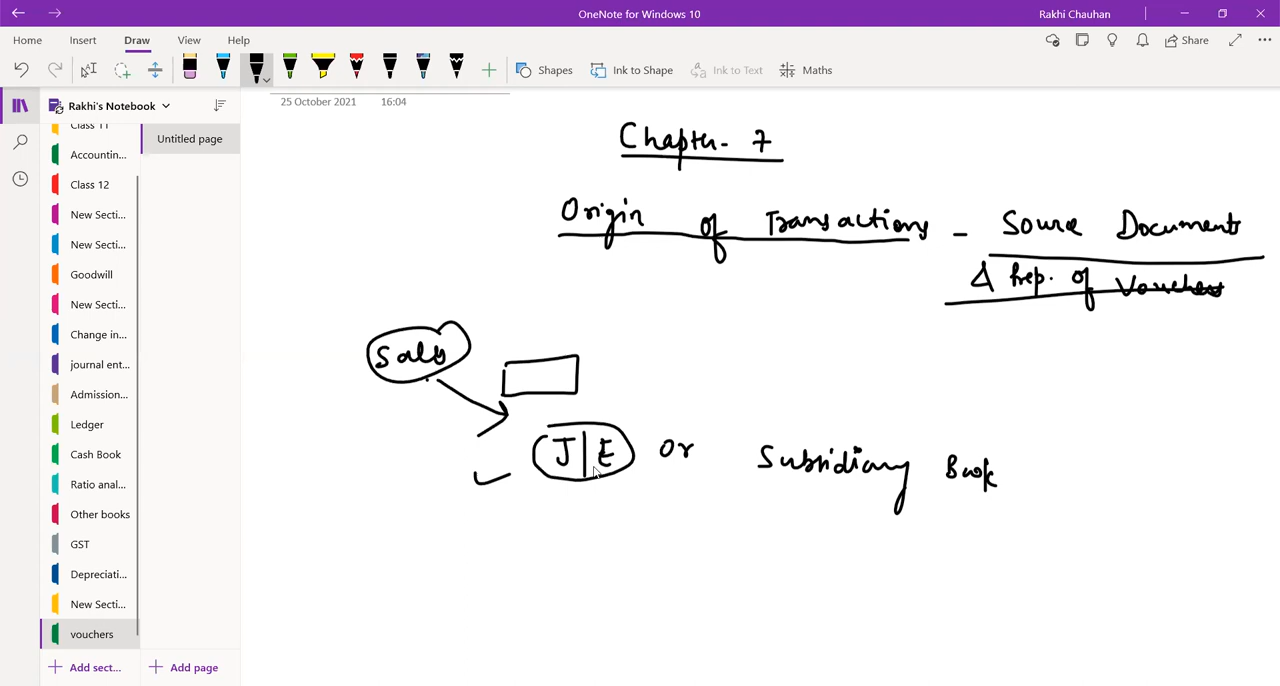 OneNote for Windows 10
Rakhi Chauhan
Home
Insert
Draw
View
Help
Share
Shapes
Ink to Shape
Ink to Text
Maths
Rakhi's Notebook
Class 11
Accountin...
Class 12
New Secti...
New Secti...
Goodwill
New Secti...
Change in...
journal ent...
Admission...
Ledger
Cash Book
Ratio anal...
Other books
GST
Depreciati...
New Secti...
vouchers
Add sect...
Untitled page
Add page
25 October 2021 16:04
Chapter- 7
Origin of Transactions - Source Documents
& Prep. of Vouchers
Sales
J|E or Subsidiary Book